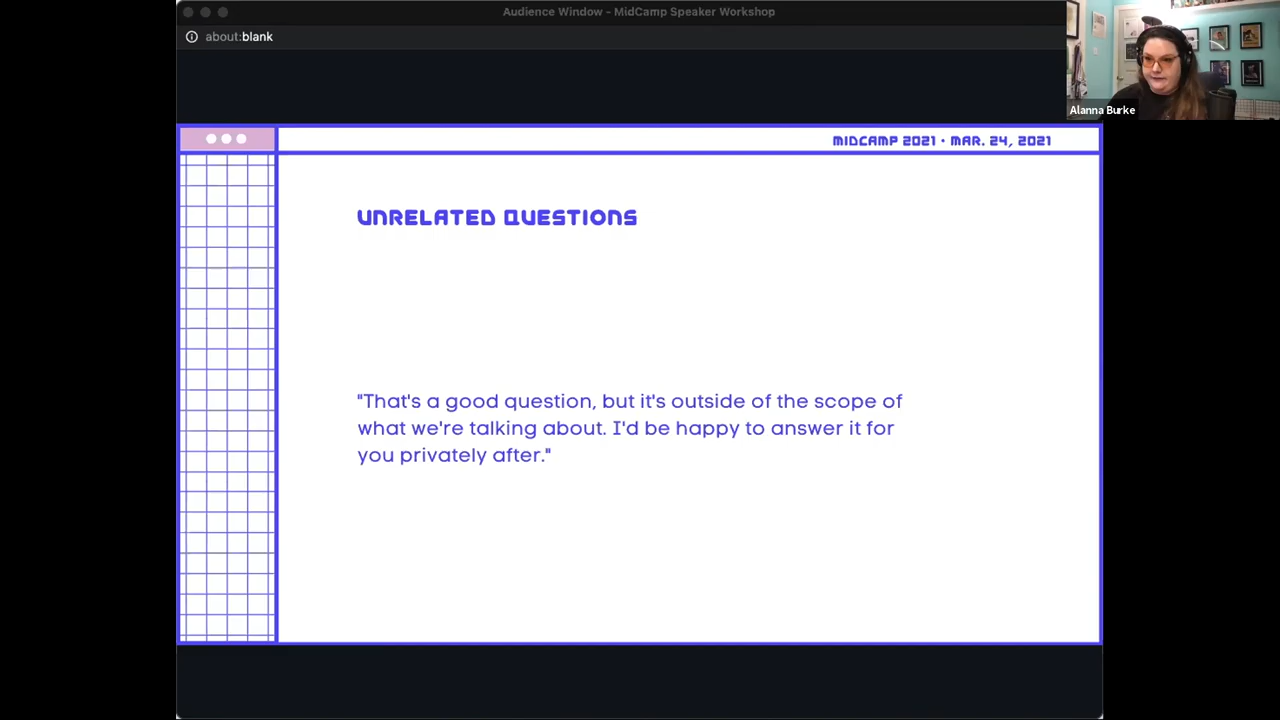 Audience Window - MidCamp Speaker Workshop
about:blank
Alanna Burke
MIDCAMP 2021 • MAR. 24, 2021
UNRELATED QUESTIONS
"That's a good question, but it's outside of the scope of
what we're talking about. I'd be happy to answer it for
you privately after."